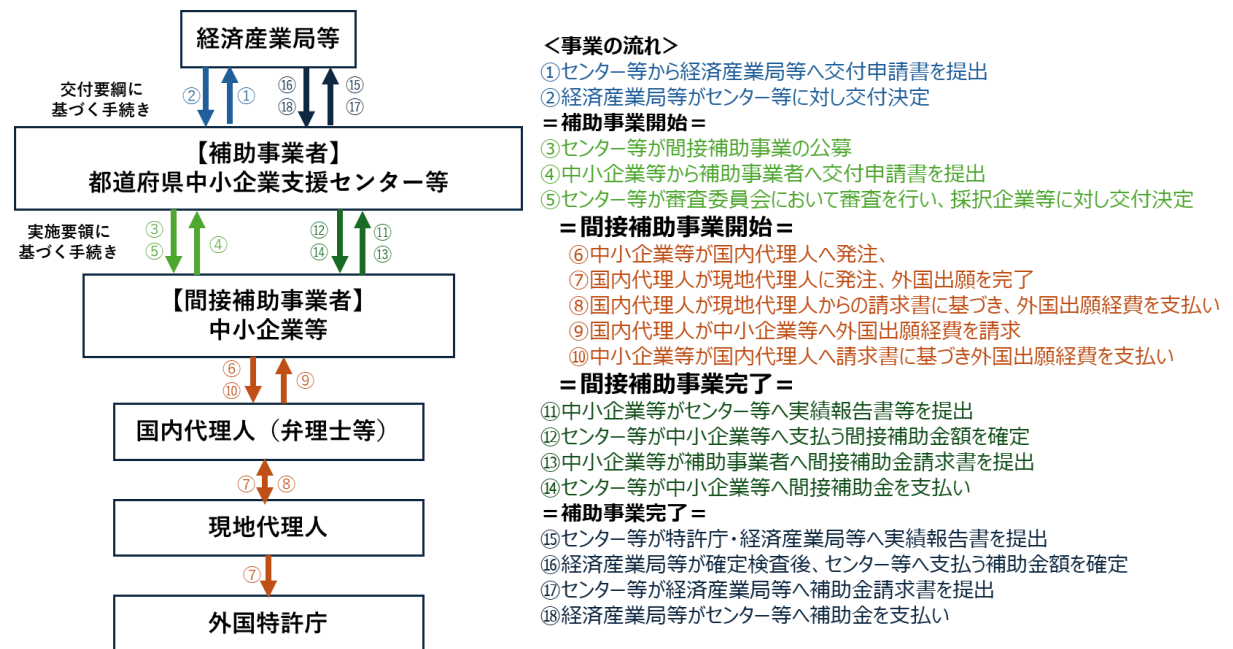 経済産業局等
交付要綱に
基づく手続き
②
①
⑯
⑱
⑮
⑰
【補助事業者】
都道府県中小企業支援センター等
実施要領に
基づく手続き
③
⑤
④
⑫
⑭
⑪
⑬
【間接補助事業者】
中小企業等
⑥
⑩
⑨
国内代理人（弁理士等）
⑦
⑧
現地代理人
⑦
外国特許庁
＜事業の流れ＞
①センター等から経済産業局等へ交付申請書を提出
②経済産業局等がセンター等に対し交付決定
＝補助事業開始＝
③センター等が間接補助事業の公募
④中小企業等から補助事業者へ交付申請書を提出
⑤センター等が審査委員会において審査を行い、採択企業等に対し交付決定
＝間接補助事業開始＝
⑥中小企業等が国内代理人へ発注、
⑦国内代理人が現地代理人に発注、外国出願を完了
⑧国内代理人が現地代理人からの請求書に基づき、外国出願経費を支払い
⑨国内代理人が中小企業等へ外国出願経費を請求
⑩中小企業等が国内代理人へ請求書に基づき外国出願経費を支払い
＝間接補助事業完了＝
⑪中小企業等がセンター等へ実績報告書等を提出
⑫センター等が中小企業等へ支払う間接補助金額を確定
⑬中小企業等が補助事業者へ間接補助金請求書を提出
⑭センター等が中小企業等へ間接補助金を支払い
＝補助事業完了＝
⑮センター等が特許庁・経済産業局等へ実績報告書を提出
⑯経済産業局等が確定検査後、センター等へ支払う補助金額を確定
⑰センター等が経済産業局等へ補助金請求書を提出
⑱経済産業局等がセンター等へ補助金を支払い